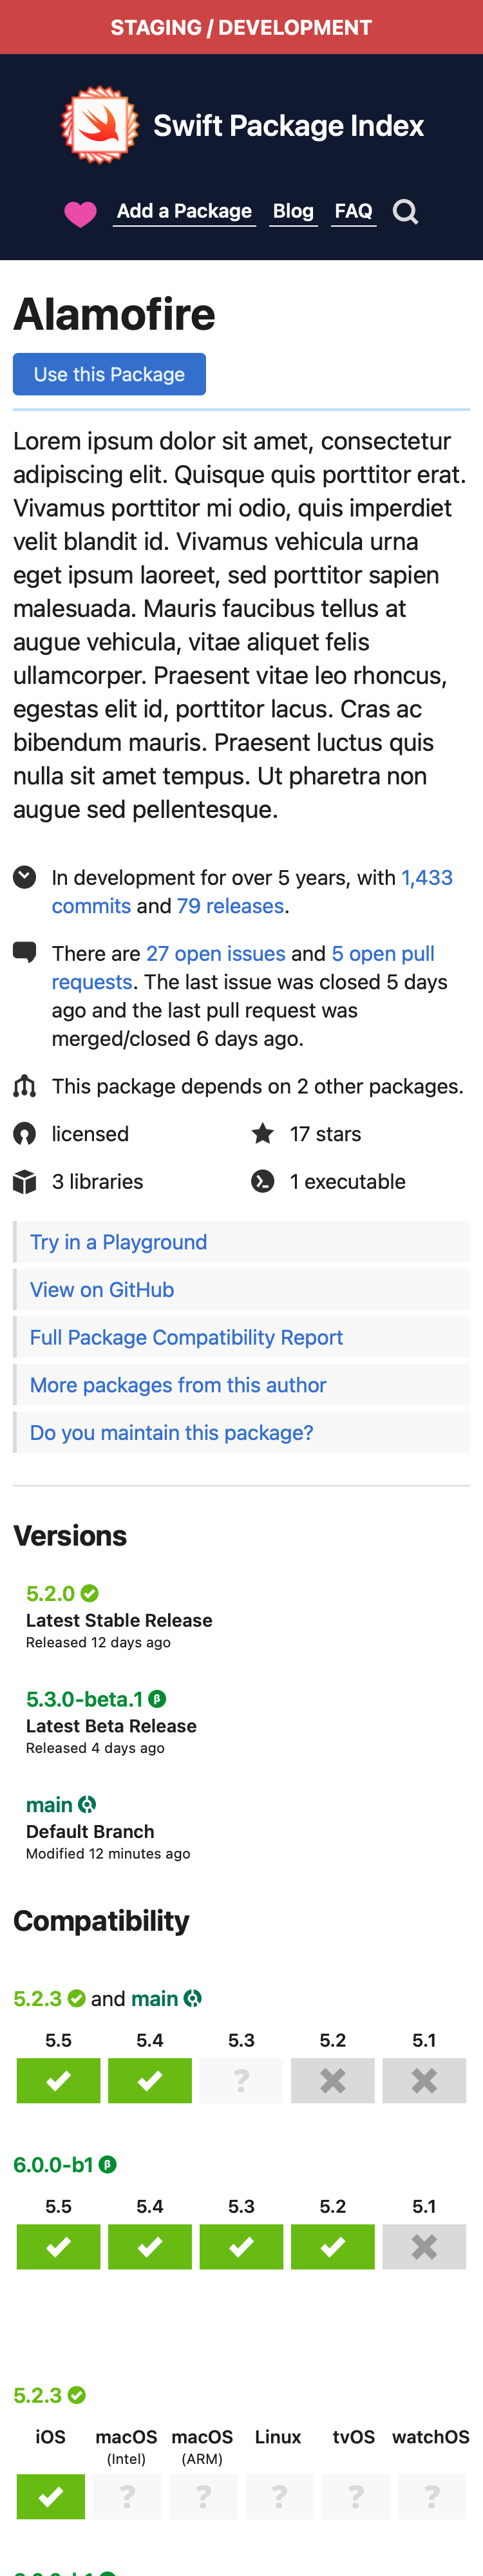 STAGING / DEVELOPMENT
Swift Package Index
Add a Package Blog FAQ
Alamofire
Use this Package
Lorem ipsum dolor sit amet, consectetur
adipiscing elit. Quisque quis porttitor erat.
Vivamus porttitor mi odio, quis imperdiet
velit blandit id. Vivamus vehicula urna
eget ipsum laoreet, sed porttitor sapien
malesuada. Mauris faucibus tellus at
augue vehicula, vitae aliquet felis
ullamcorper. Praesent vitae leo rhoncus,
egestas elit id, porttitor lacus. Cras ac
bibendum mauris. Praesent luctus quis
nulla sit amet tempus. Ut pharetra non
augue sed pellentesque.
In development for over 5 years, with 1,433
commits and 79 releases.
There are 27 open issues and 5 open pull
requests. The last issue was closed 5 days
ago and the last pull request was
merged/closed 6 days ago.
This package depends on 2 other packages.
licensed 17 stars
3 libraries 1 executable
Try in a Playground
View on GitHub
Full Package Compatibility Report
More packages from this author
Do you maintain this package?
Versions
5.2.0
Latest Stable Release
Released 12 days ago
5.3.0-beta.1 β
Latest Beta Release
Released 4 days ago
main
Default Branch
Modified 12 minutes ago
Compatibility
5.2.3 and main
5.5 5.4 5.3 5.2 5.1
?
6.0.0-b1 β
5.5 5.4 5.3 5.2 5.1
5.2.3
iOS macOS macOS Linux tvOS watchOS
(Intel) (ARM)
? ? ? ? ?